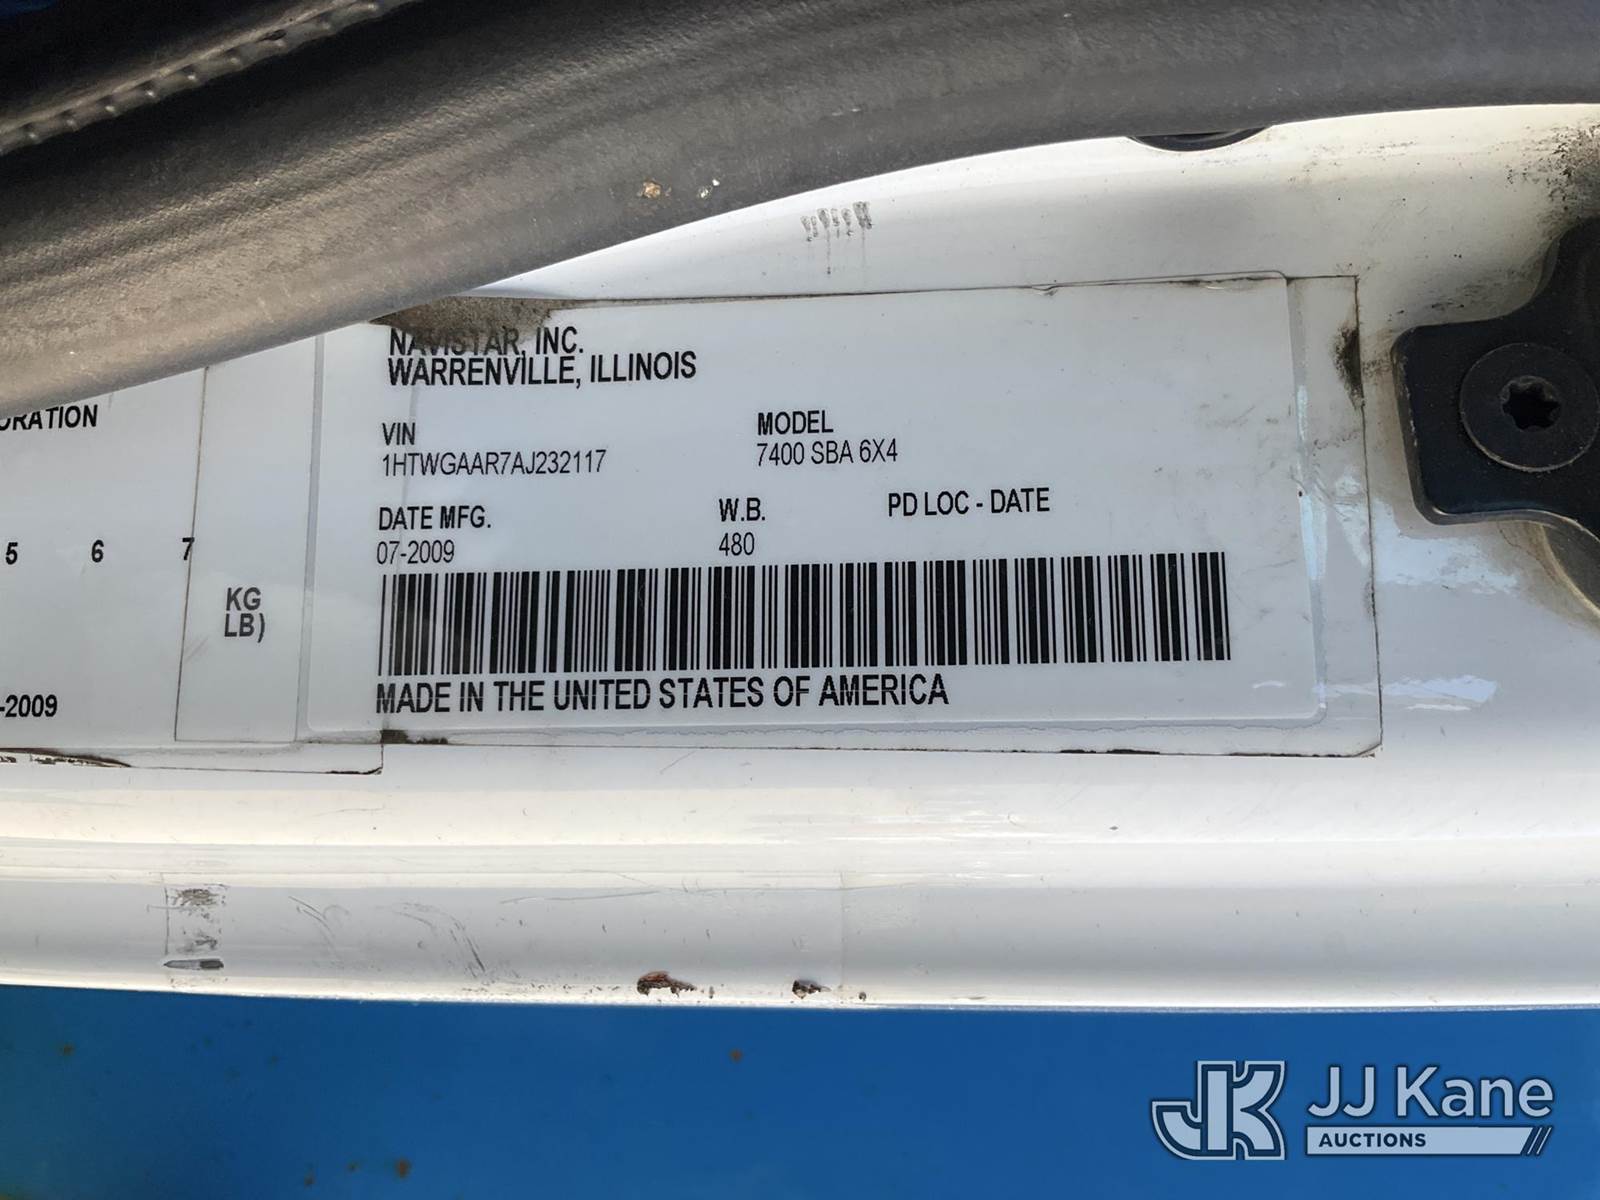 NAVISTAR, INC.
WARRENVILLE, ILLINOIS
VIN MODEL
1HTWGAAR7AJ232117 7400 SBA 6X4
DATE MFG. W.B. PD LOC - DATE
07-2009 480
MADE IN THE UNITED STATES OF AMERICA
ORATION
5 6 7
KG
LB)
-2009
JK JJ Kane
AUCTIONS